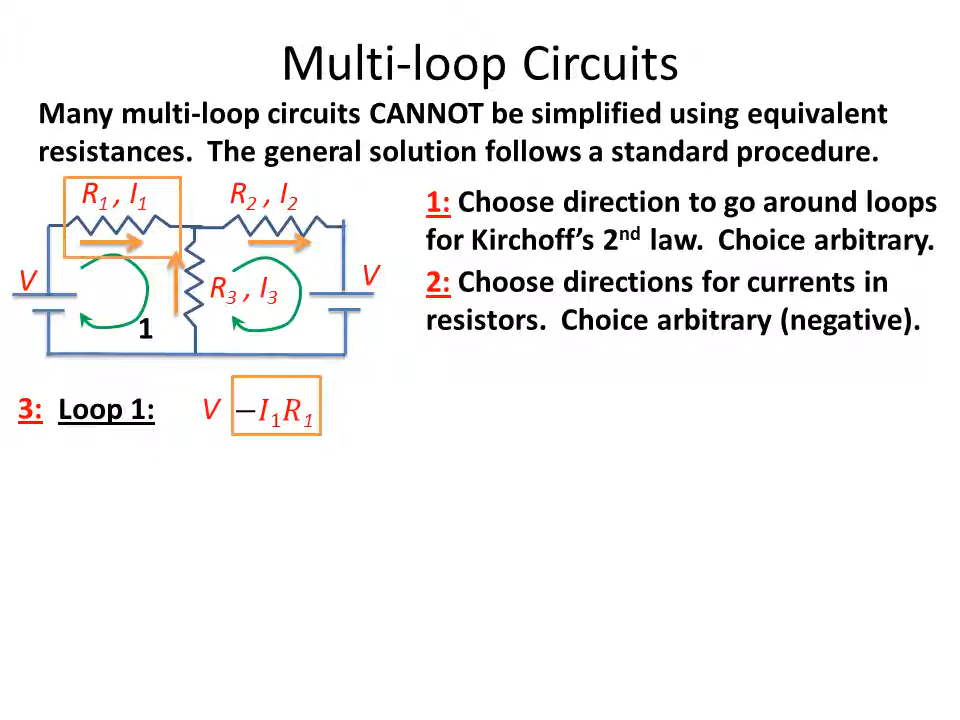 Multi-loop Circuits
Many multi-loop circuits CANNOT be simplified using equivalent
resistances. The general solution follows a standard procedure.
R1 , I1
R2 , I2
V
R3 , I3
V
1
1: Choose direction to go around loops
for Kirchoff’s 2nd law. Choice arbitrary.
2: Choose directions for currents in
resistors. Choice arbitrary (negative).
3: Loop 1: V −I1R1